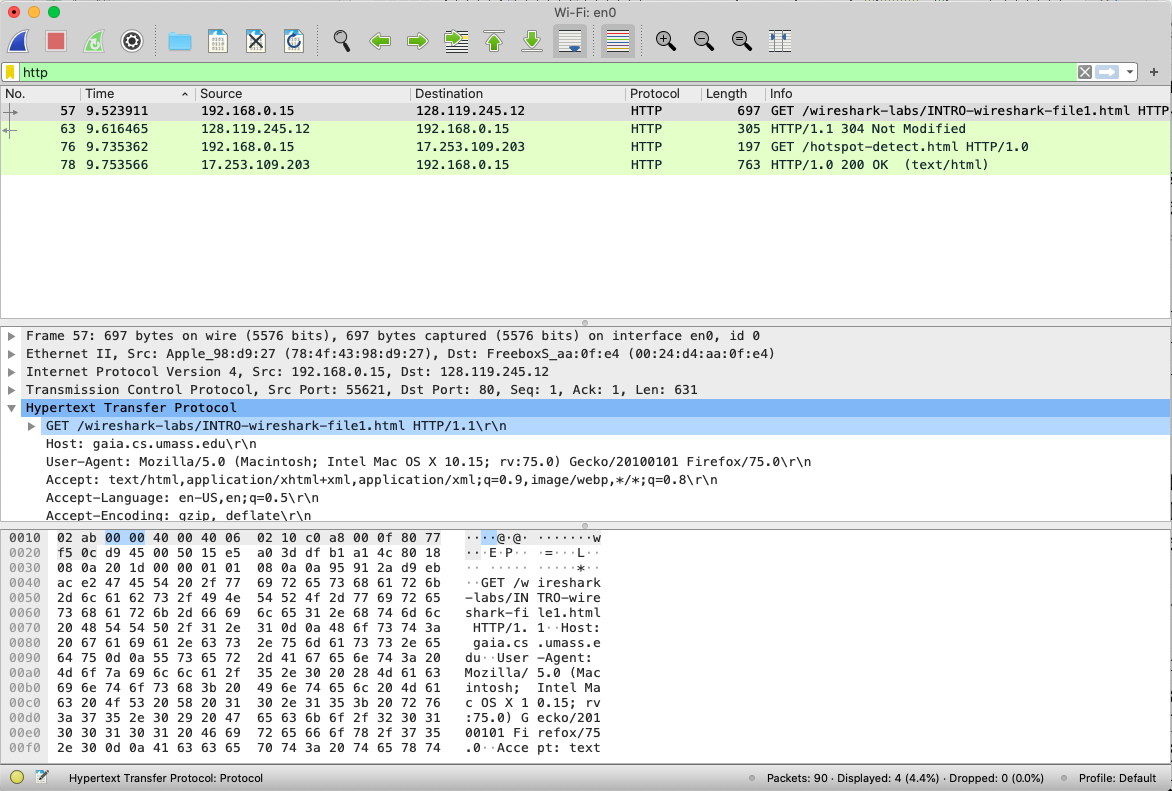 Wi-Fi: en0
http
No. Time Source Destination Protocol Length Info
57 9.523911 192.168.0.15 128.119.245.12 HTTP 697 GET /wireshark-labs/INTRO-wireshark-file1.html HTTP
63 9.616465 128.119.245.12 192.168.0.15 HTTP 305 HTTP/1.1 304 Not Modified
76 9.735362 192.168.0.15 17.253.109.203 HTTP 197 GET /hotspot-detect.html HTTP/1.0
78 9.753566 17.253.109.203 192.168.0.15 HTTP 763 HTTP/1.0 200 OK (text/html)
Frame 57: 697 bytes on wire (5576 bits), 697 bytes captured (5576 bits) on interface en0, id 0
Ethernet II, Src: Apple_98:d9:27 (78:4f:43:98:d9:27), Dst: FreeboxS_aa:0f:e4 (00:24:d4:aa:0f:e4)
Internet Protocol Version 4, Src: 192.168.0.15, Dst: 128.119.245.12
Transmission Control Protocol, Src Port: 55621, Dst Port: 80, Seq: 1, Ack: 1, Len: 631
Hypertext Transfer Protocol
GET /wireshark-labs/INTRO-wireshark-file1.html HTTP/1.1\r\n
Host: gaia.cs.umass.edu\r\n
User-Agent: Mozilla/5.0 (Macintosh; Intel Mac OS X 10.15; rv:75.0) Gecko/20100101 Firefox/75.0\r\n
Accept: text/html,application/xhtml+xml,application/xml;q=0.9,image/webp,*/*;q=0.8\r\n
Accept-Language: en-US,en;q=0.5\r\n
Accept-Encoding: gzip, deflate\r\n
0010 02 ab 00 00 40 00 40 06 02 10 c0 a8 00 0f 80 77 ····@·@· ·······w
0020 f5 0c d9 45 00 50 15 e5 a0 3d df b1 a1 4c 80 18 ···E·P·· ·=···L··
0030 08 0a 20 1d 00 00 01 01 08 0a 0a 95 91 2a d9 eb ·· ····· ·····*··
0040 ac e2 47 45 54 20 2f 77 69 72 65 73 68 61 72 6b ··GET /w ireshark
0050 2d 6c 61 62 73 2f 49 4e 54 52 4f 2d 77 69 72 65 -labs/IN TRO-wire
0060 73 68 61 72 6b 2d 66 69 6c 65 31 2e 68 74 6d 6c shark-fi le1.html
0070 20 48 54 54 50 2f 31 2e 31 0d 0a 48 6f 73 74 3a HTTP/1. 1··Host:
0080 20 67 61 69 61 2e 63 73 2e 75 6d 61 73 73 2e 65 gaia.cs .umass.e
0090 64 75 0d 0a 55 73 65 72 2d 41 67 65 6e 74 3a 20 du··User -Agent:
00a0 4d 6f 7a 69 6c 6c 61 2f 35 2e 30 20 28 4d 61 63 Mozilla/ 5.0 (Mac
00b0 69 6e 74 6f 73 68 3b 20 49 6e 74 65 6c 20 4d 61 intosh; Intel Ma
00c0 63 20 4f 53 20 58 20 31 30 2e 31 35 3b 20 72 76 c OS X 1 0.15; rv
00d0 3a 37 35 2e 30 29 20 47 65 63 6b 6f 2f 32 30 31 :75.0) G ecko/201
00e0 30 30 31 30 31 20 46 69 72 65 66 6f 78 2f 37 35 00101 Fi refox/75
00f0 2e 30 0d 0a 41 63 63 65 70 74 3a 20 74 65 78 74 .0··Acce pt: text
Hypertext Transfer Protocol: Protocol Packets: 90 · Displayed: 4 (4.4%) · Dropped: 0 (0.0%) Profile: Default